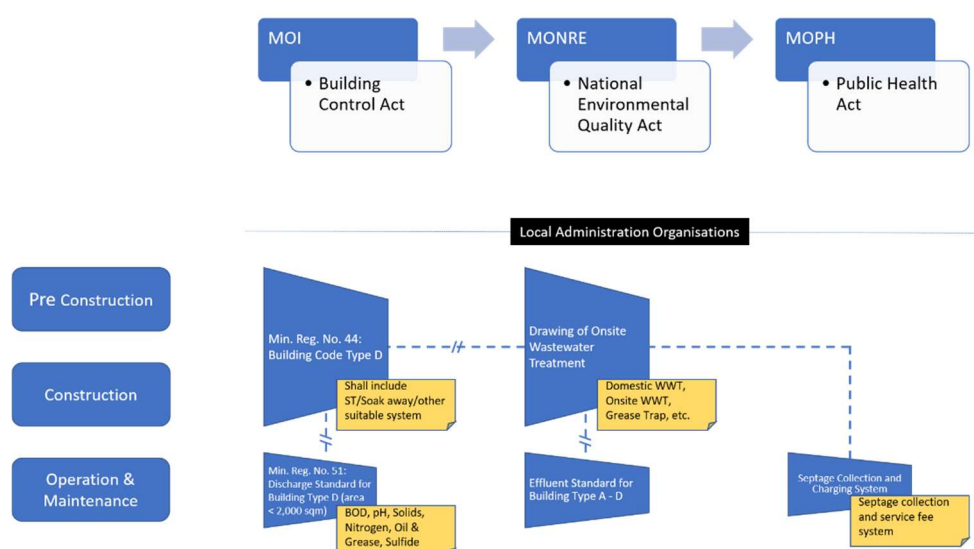 MOI
• Building
Control Act
MONRE
• National
Environmental
Quality Act
MOPH
• Public Health
Act
Local Administration Organisations
Pre Construction
Construction
Operation &
Maintenance
Min. Reg. No. 44:
Building Code Type D
Shall include
ST/Soak away/other
suitable system
Drawing of Onsite
Wastewater
Treatment
Domestic WWT,
Onsite WWT,
Grease Trap, etc.
Min. Reg. No. 51:
Discharge Standard for
Building Type D (area
< 2,000 sqm)
BOD, pH, Solids,
Nitrogen, Oil &
Grease, Sulfide
Effluent Standard for
Building Type A - D
Septage Collection and
Charging System
Septage collection
and service fee
system